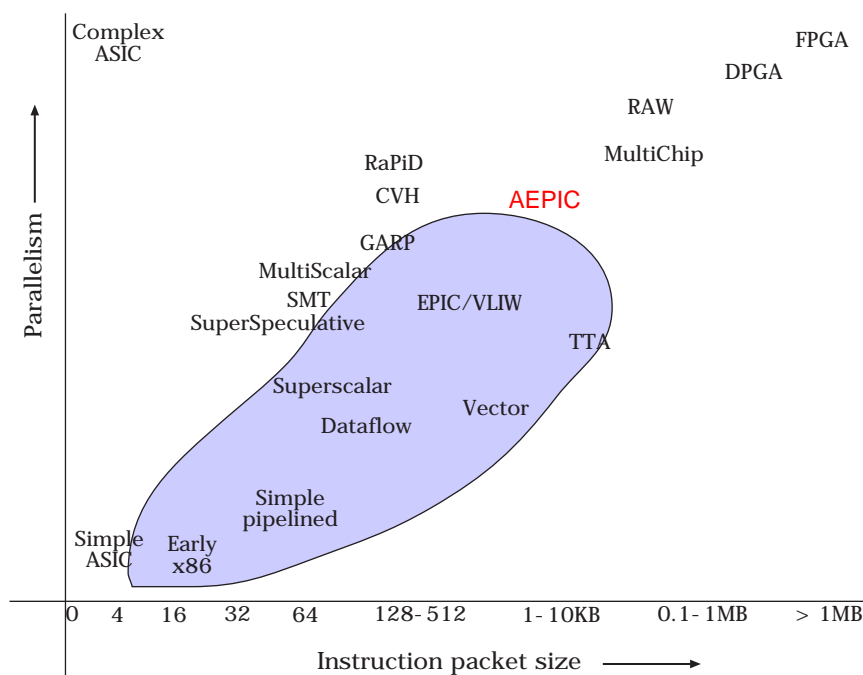 Complex
ASIC
FPGA
DPGA
RAW
MultiChip
RaPiD
CVH
AEPIC
GARP
MultiScalar
SMT
EPIC/VLIW
SuperSpeculative
TTA
Superscalar
Vector
Dataflow
Simple
pipelined
Simple
ASIC
Early
x86
Parallelism
0 4 16 32 64 128-512 1-10KB 0.1-1MB > 1MB
Instruction packet size